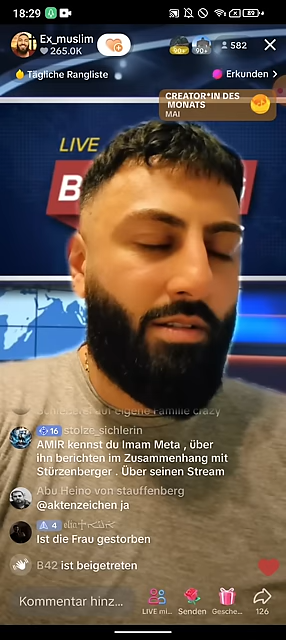 18:29
Ex_muslim
265.0K
90+
90+
582
Tägliche Rangliste
Erkunden
CREATOR*IN DES
MONATS
MAI
LIVE
B
Schießerei auf eigene Familie crazy
16 stolze_sichlerin
AMIR kennst du Imam Meta , über
ihn berichten im Zusammenhang mit
Stürzenberger . Über seinen Stream
Abu Heino von stauffenberg
@aktenzeichen ja
4
Ist die Frau gestorben
B42 ist beigetreten
Kommentar hinz...
LIVE mi...
Senden
Gesche...
126